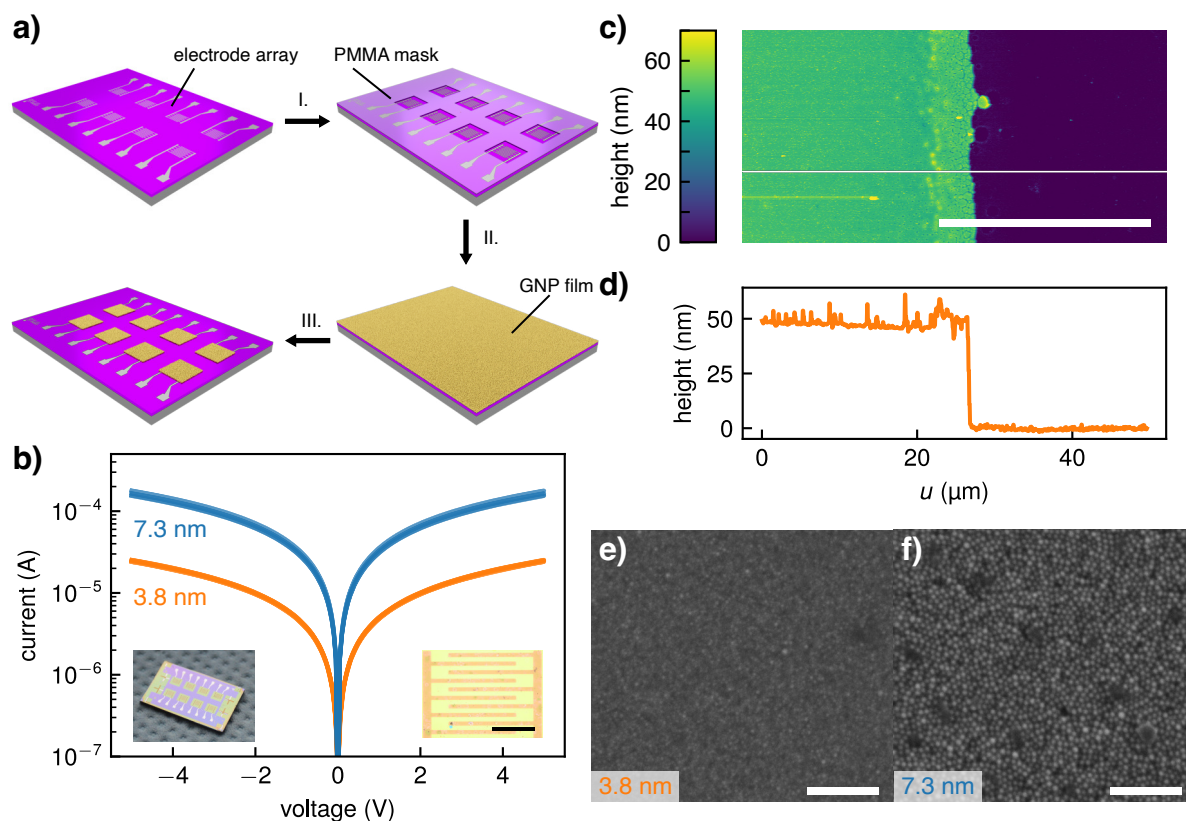 a)
electrode array
PMMA mask
I.
II.
III.
GNP film
b)
current (A)
10⁻⁴
10⁻⁵
10⁻⁶
10⁻⁷
7.3 nm
3.8 nm
−4
−2
0
2
4
voltage (V)
c)
height (nm)
60
40
20
0
d)
height (nm)
50
25
0
0
20
40
u (µm)
e)
3.8 nm
f)
7.3 nm